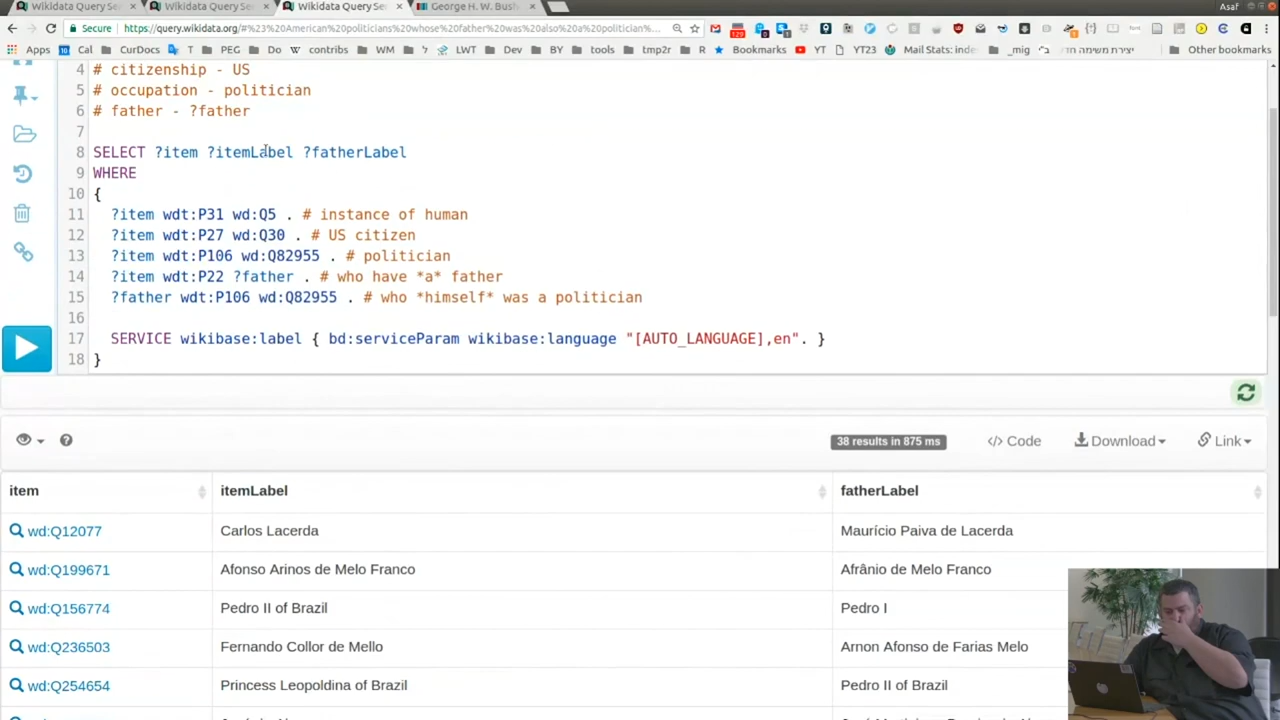 Wikidata Query Se
Wikidata Query Ser
Wikidata Query Se
George H. W. Bush
Asaf
Secure
https://query.wikidata.org/#%23%20American%20politicians%20whose%20father%20was%20also%20a%20politician%
Apps
Cal
CurDocs
T
PEG
Do
contribs
WM
LWT
Dev
BY
tools
tmp2r
R
Bookmarks
YT
YT23
Mail Stats: inde
_mig
יצירת משימה חדי
Other bookmarks
129
4 # citizenship - US
5 # occupation - politician
6 # father - ?father
7
8 SELECT ?item ?itemLabel ?fatherLabel
9 WHERE
10 {
11 ?item wdt:P31 wd:Q5 . # instance of human
12 ?item wdt:P27 wd:Q30 . # US citizen
13 ?item wdt:P106 wd:Q82955 . # politician
14 ?item wdt:P22 ?father . # who have *a* father
15 ?father wdt:P106 wd:Q82955 . # who *himself* was a politician
16
17 SERVICE wikibase:label { bd:serviceParam wikibase:language "[AUTO_LANGUAGE],en". }
18 }
38 results in 875 ms
</> Code
Download
Link
item itemLabel fatherLabel
wd:Q12077 Carlos Lacerda Maurício Paiva de Lacerda
wd:Q199671 Afonso Arinos de Melo Franco Afrânio de Melo Franco
wd:Q156774 Pedro II of Brazil Pedro I
wd:Q236503 Fernando Collor de Mello Arnon Afonso de Farias Melo
wd:Q254654 Princess Leopoldina of Brazil Pedro II of Brazil